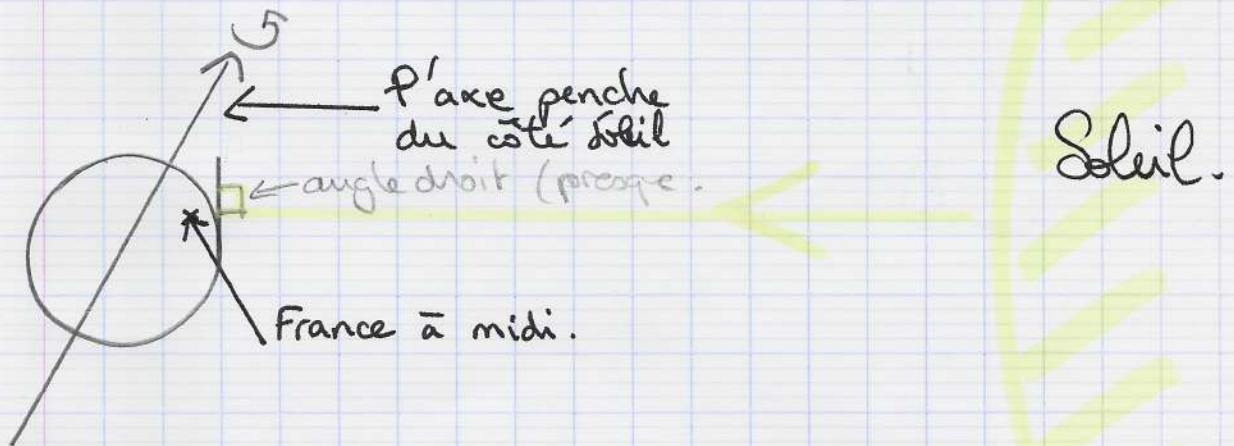 l'axe penche
du côté Soleil
angle droit (presque.
Soleil.
France à midi.